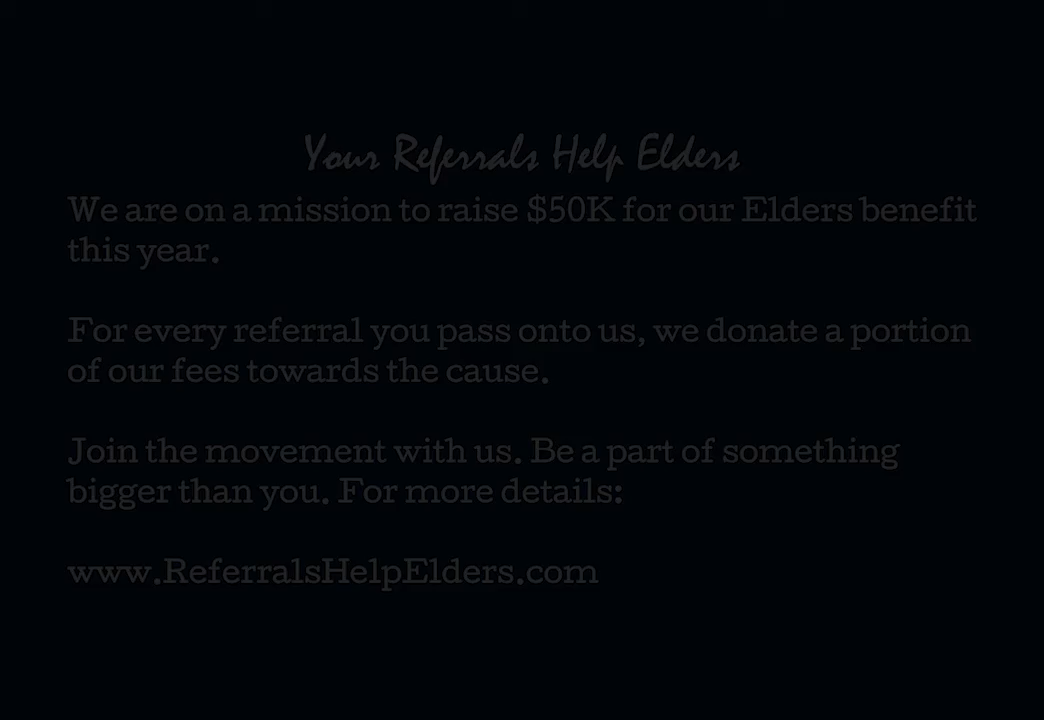 Your Referrals Help Elders
We are on a mission to raise $50K for our Elders benefit
this year.
For every referral you pass onto us, we donate a portion
of our fees towards the cause.
Join the movement with us. Be a part of something
bigger than you. For more details:
www.ReferralsHelpElders.com